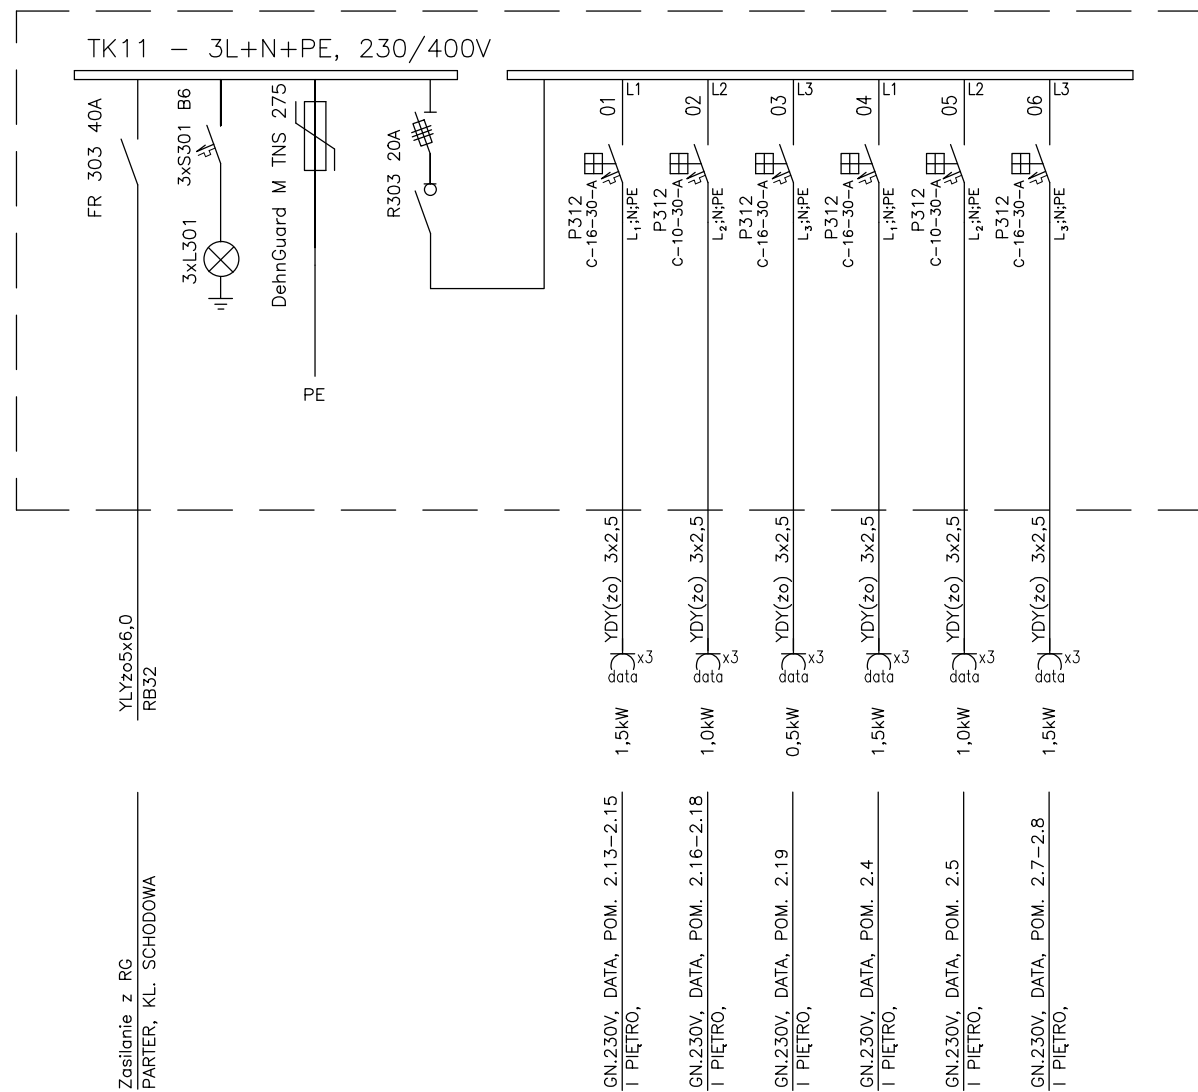 TK11 – 3L+N+PE, 230/400V
FR 303 40A
3xS301 B6
3xL301
DehnGuard M TNS 275
PE
R303 20A
01
L1
P312
C-16-30-A
L₁;N;PE
02
L2
P312
C-10-30-A
L₂;N;PE
03
L3
P312
C-16-30-A
L₃;N;PE
04
L1
P312
C-16-30-A
L₁;N;PE
05
L2
P312
C-10-30-A
L₂;N;PE
06
L3
P312
C-16-30-A
L₃;N;PE
YLYżo5x6,0
RB32
YDY(żo) 3x2,5
YDY(żo) 3x2,5
YDY(żo) 3x2,5
YDY(żo) 3x2,5
YDY(żo) 3x2,5
YDY(żo) 3x2,5
x3
data
x3
data
x3
data
x3
data
x3
data
x3
data
1,5kW
1,0kW
0,5kW
1,5kW
1,0kW
1,5kW
Zasilanie z RG
PARTER, KL. SCHODOWA
GN.230V, DATA, POM. 2.13–2.15
I PIĘTRO,
GN.230V, DATA, POM. 2.16–2.18
I PIĘTRO,
GN.230V, DATA, POM. 2.19
I PIĘTRO,
GN.230V, DATA, POM. 2.4
I PIĘTRO,
GN.230V, DATA, POM. 2.5
I PIĘTRO,
GN.230V, DATA, POM. 2.7–2.8
I PIĘTRO,